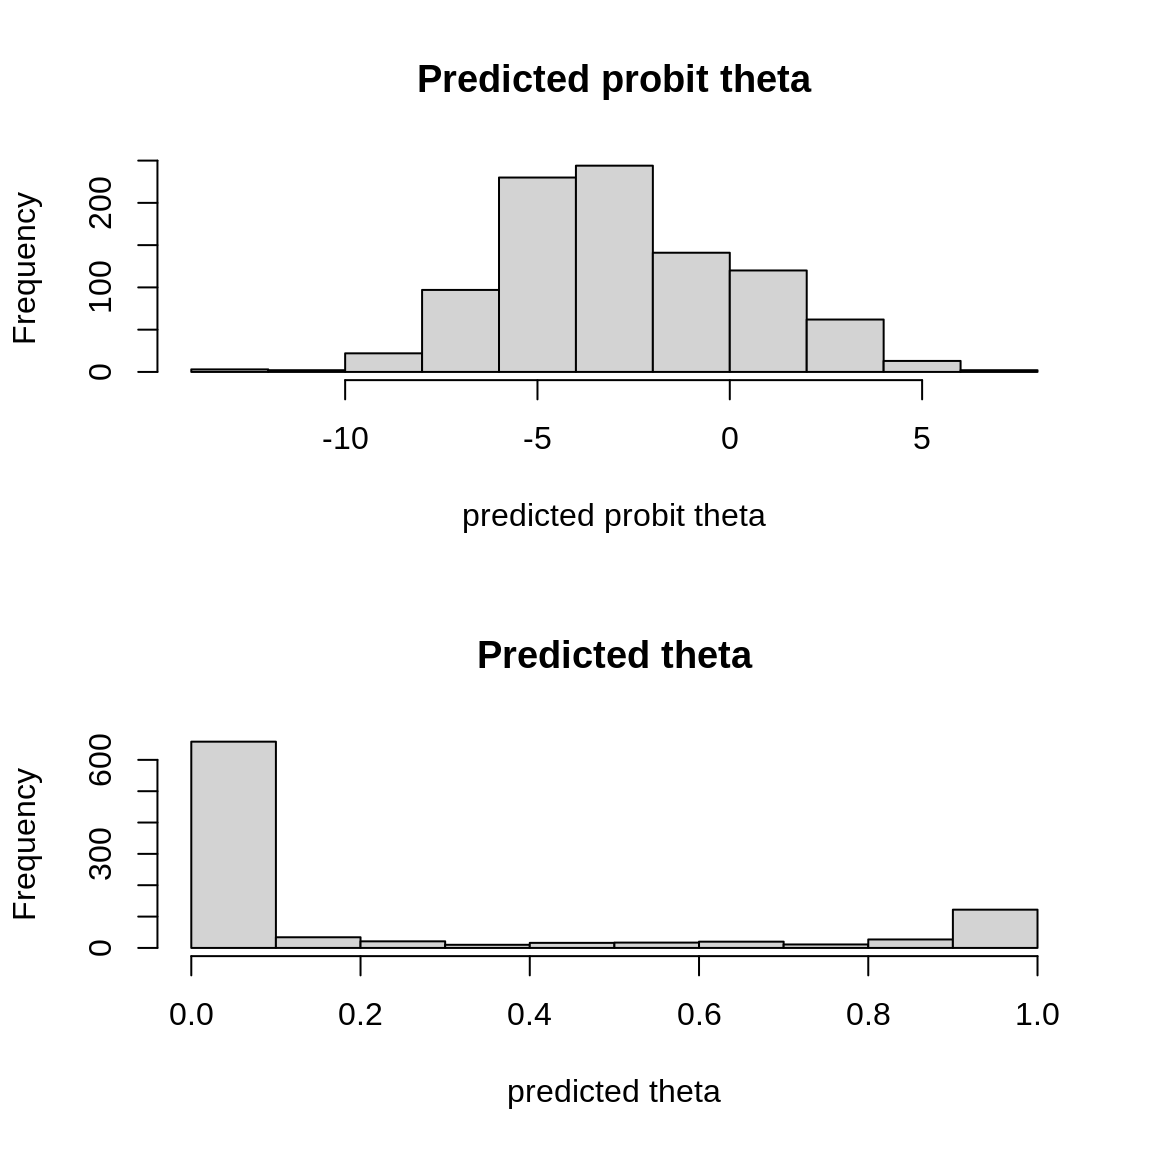 Predicted probit theta
Frequency
200
100
0
-10 -5 0 5
predicted probit theta
Predicted theta
Frequency
600
300
0
0.0 0.2 0.4 0.6 0.8 1.0
predicted theta